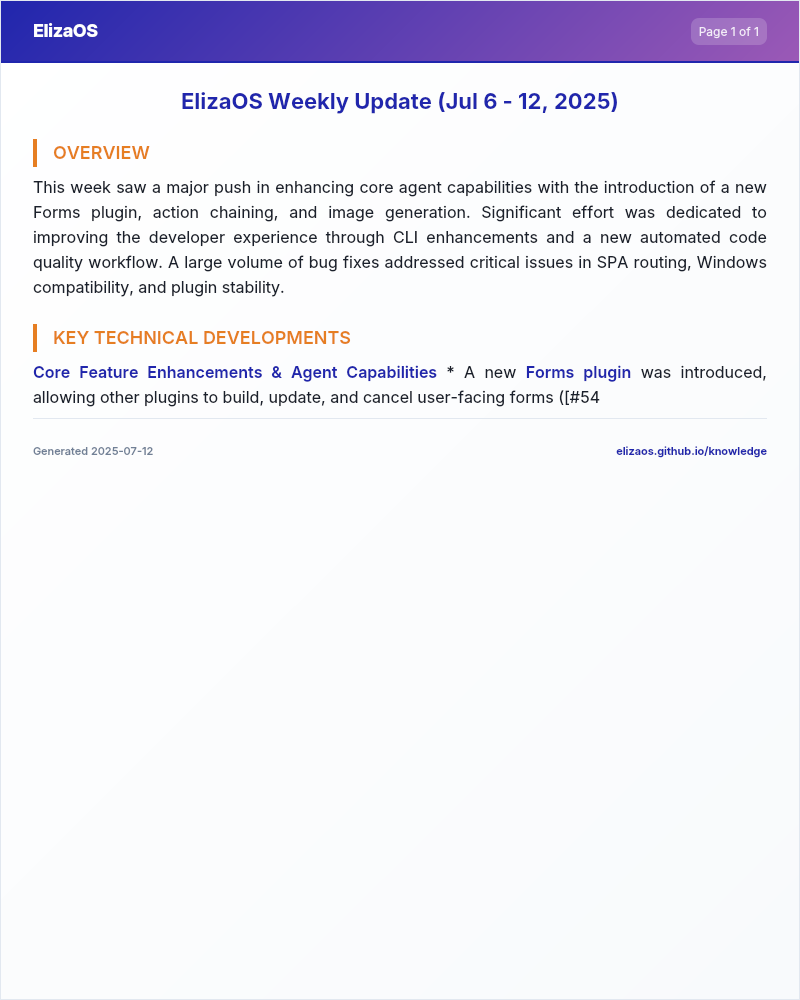 ElizaOS
Page 1 of 1
ElizaOS Weekly Update (Jul 6 - 12, 2025)
OVERVIEW
This week saw a major push in enhancing core agent capabilities with the introduction of a new
Forms plugin, action chaining, and image generation. Significant effort was dedicated to
improving the developer experience through CLI enhancements and a new automated code
quality workflow. A large volume of bug fixes addressed critical issues in SPA routing, Windows
compatibility, and plugin stability.
KEY TECHNICAL DEVELOPMENTS
Core Feature Enhancements & Agent Capabilities * A new Forms plugin was introduced,
allowing other plugins to build, update, and cancel user-facing forms ([#54
Generated 2025-07-12
elizaos.github.io/knowledge